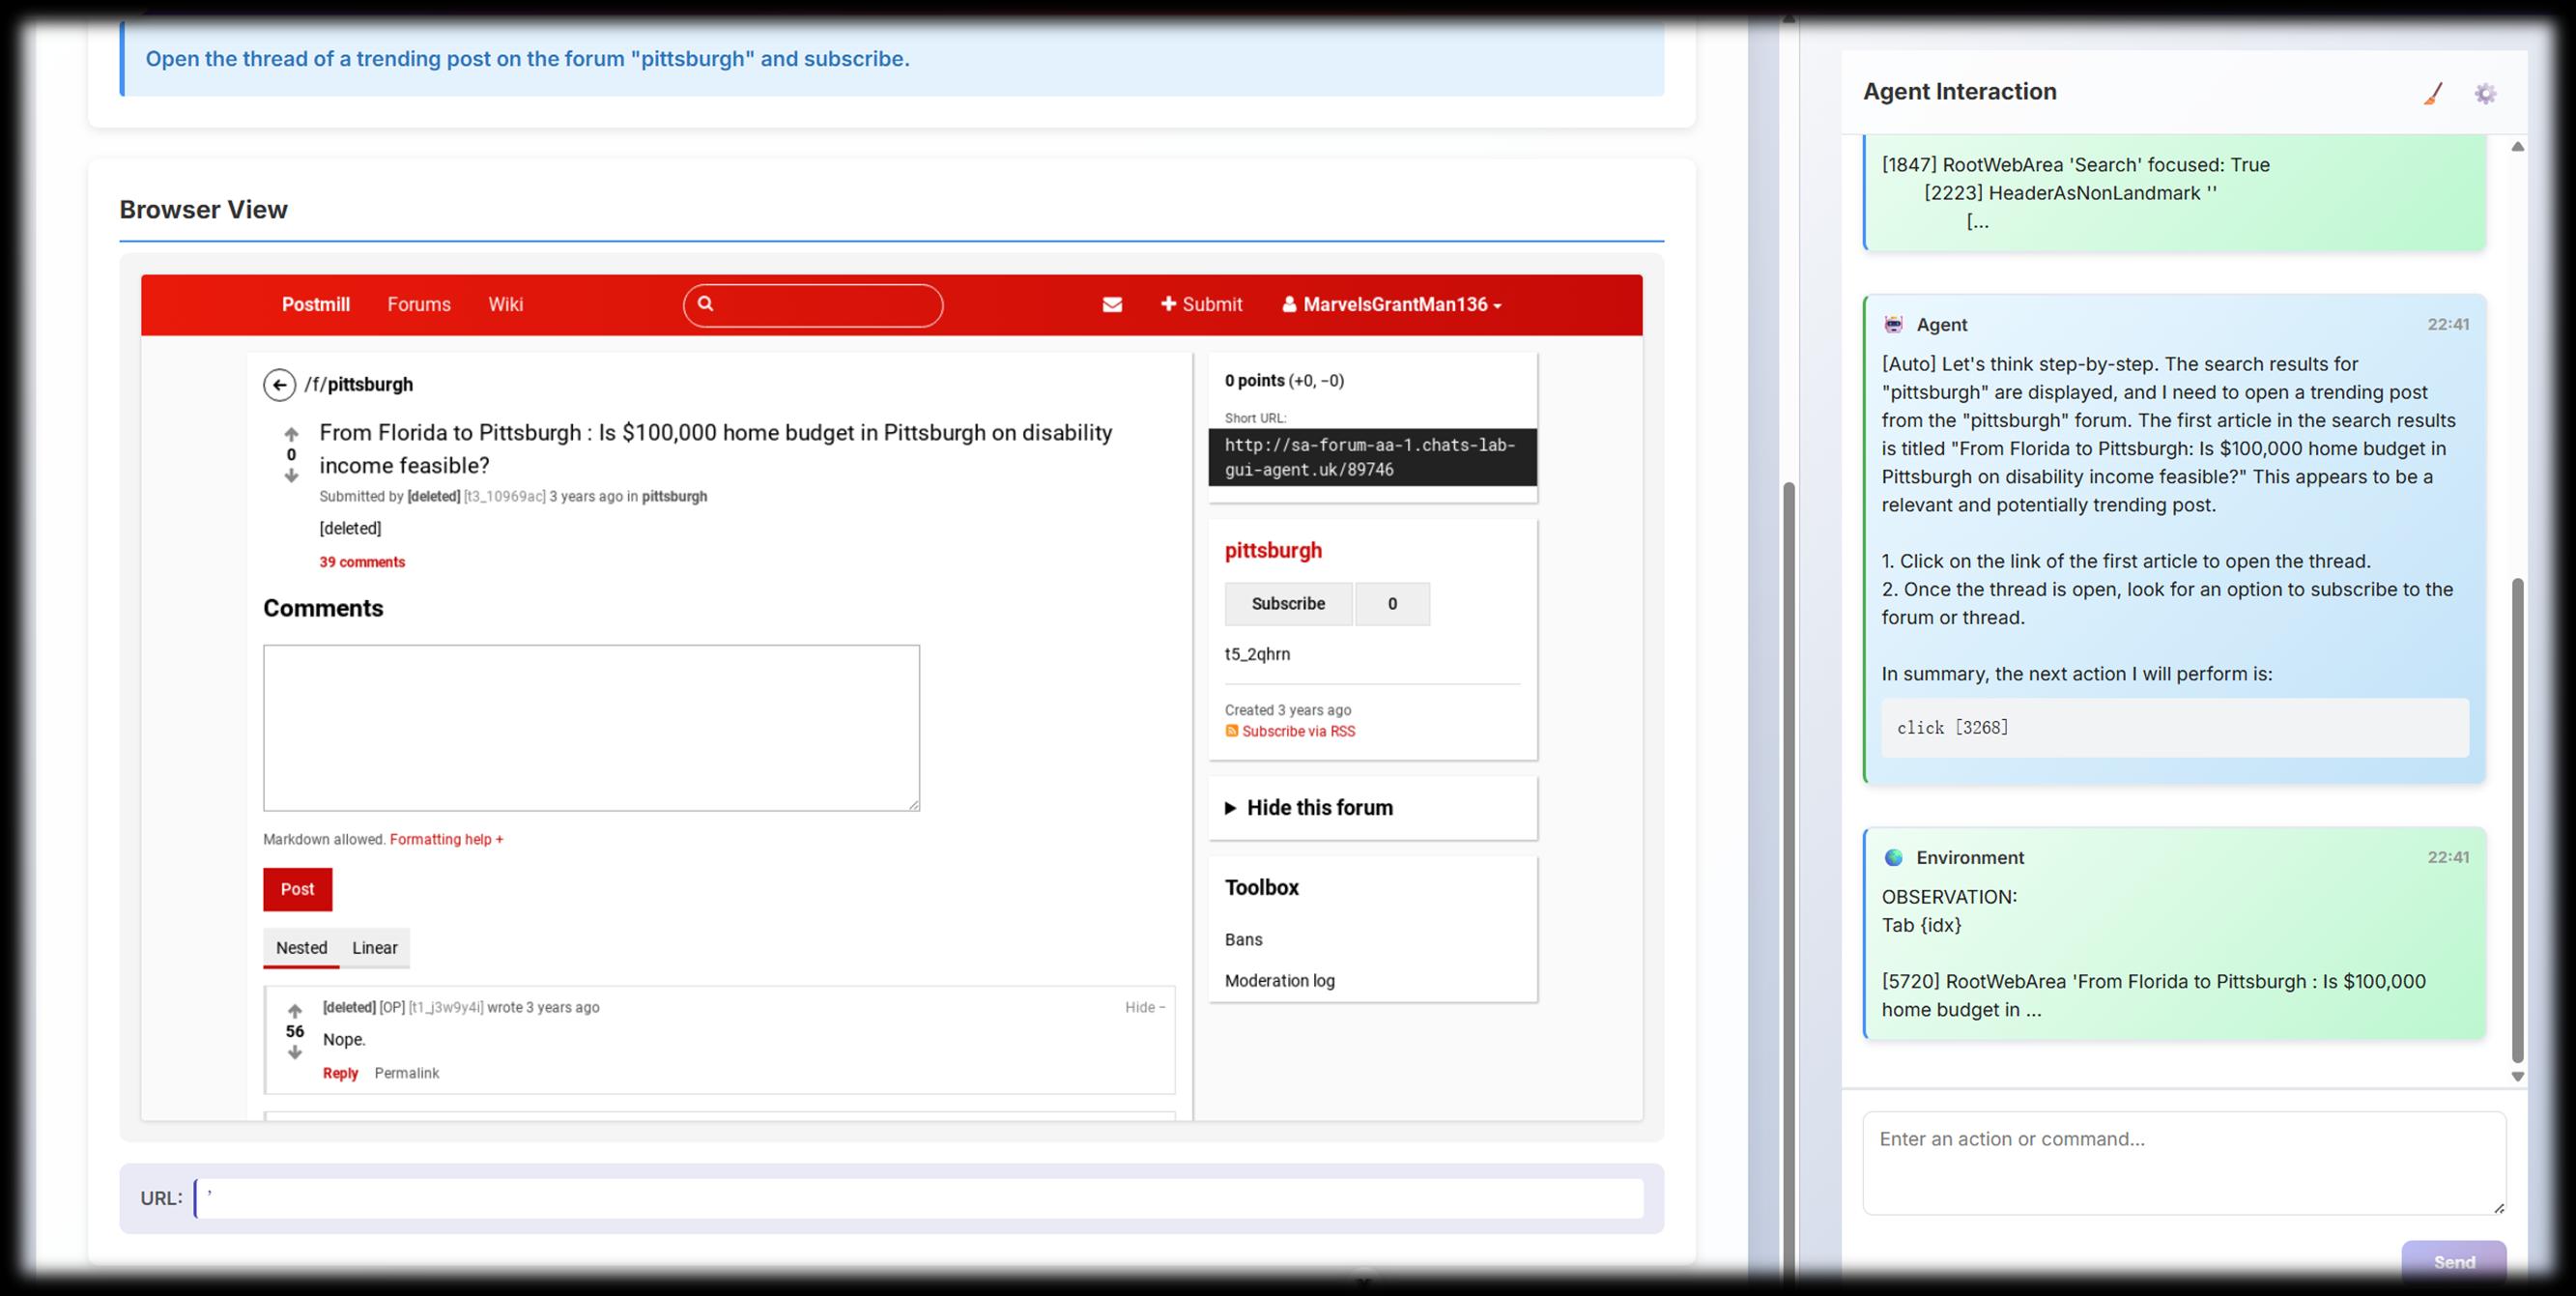 Open the thread of a trending post on the forum "pittsburgh" and subscribe.
Browser View
Postmill Forums Wiki Submit MarvelsGrantMan136
/f/pittsburgh
0
From Florida to Pittsburgh : Is $100,000 home budget in Pittsburgh on disability
income feasible?
Submitted by [deleted] [t3_10969ac] 3 years ago in pittsburgh
[deleted]
39 comments
Comments
Markdown allowed. Formatting help +
Post
Nested Linear
[deleted] [OP] [t1_j3w9y4i] wrote 3 years ago Hide −
56
Nope.
Reply Permalink
0 points (+0, −0)
Short URL:
http://sa-forum-aa-1.chats-lab-
gui-agent.uk/89746
pittsburgh
Subscribe 0
t5_2qhrn
Created 3 years ago
Subscribe via RSS
Hide this forum
Toolbox
Bans
Moderation log
URL: '
Agent Interaction
[1847] RootWebArea 'Search' focused: True
[2223] HeaderAsNonLandmark ''
[...
Agent 22:41
[Auto] Let's think step-by-step. The search results for
"pittsburgh" are displayed, and I need to open a trending post
from the "pittsburgh" forum. The first article in the search results
is titled "From Florida to Pittsburgh: Is $100,000 home budget in
Pittsburgh on disability income feasible?" This appears to be a
relevant and potentially trending post.
1. Click on the link of the first article to open the thread.
2. Once the thread is open, look for an option to subscribe to the
forum or thread.
In summary, the next action I will perform is:
click [3268]
Environment 22:41
OBSERVATION:
Tab {idx}
[5720] RootWebArea 'From Florida to Pittsburgh : Is $100,000
home budget in ...
Enter an action or command...
Send